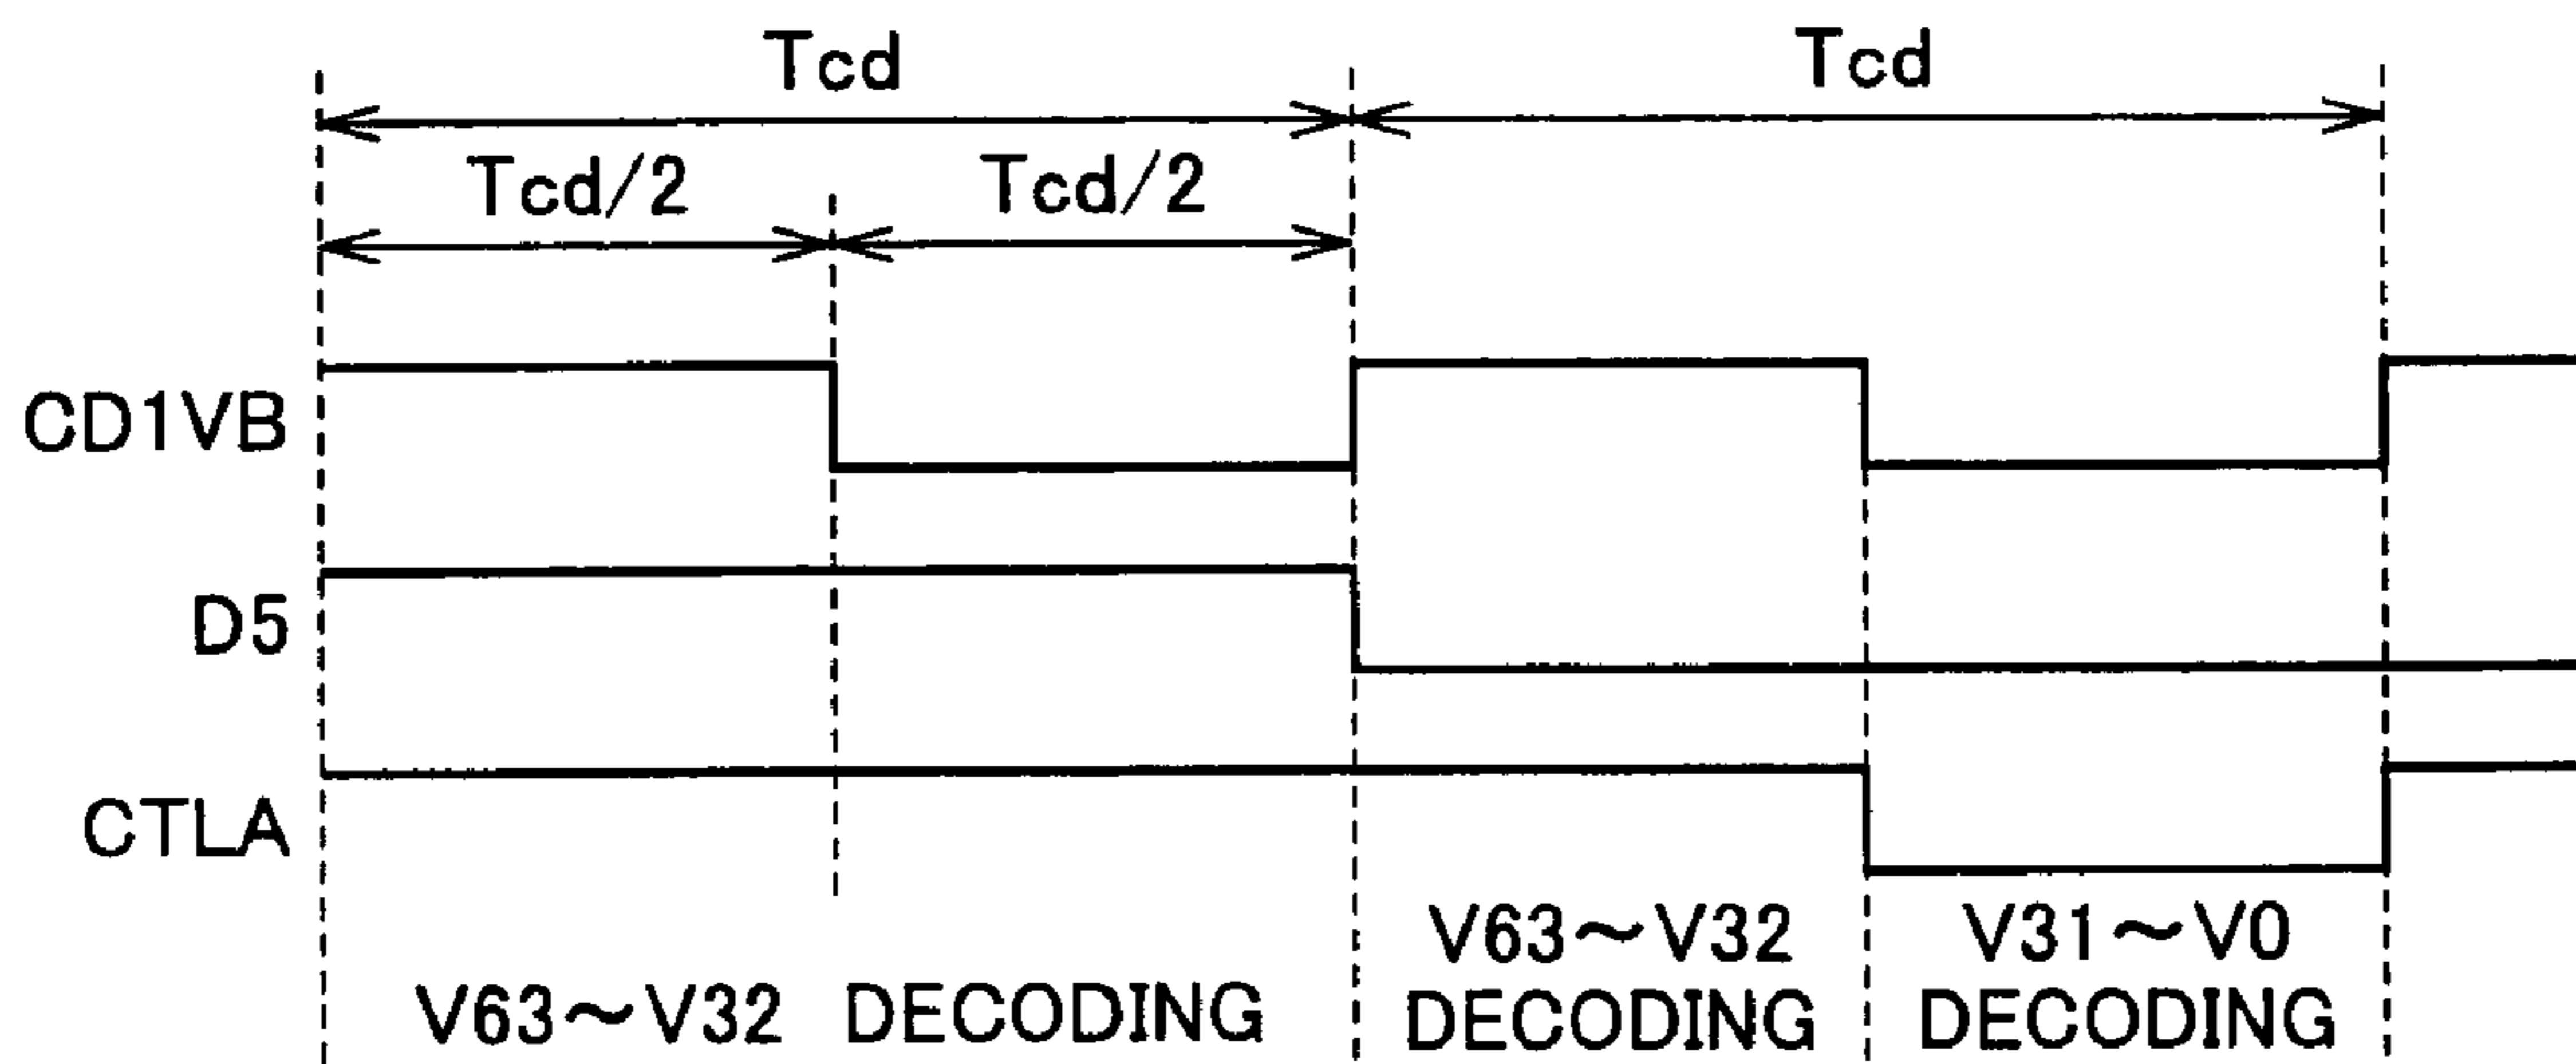 Tcd Tcd
Tcd/2 Tcd/2
CD1VB
D5
CTLA
V63～V32 DECODING
V63～V32
DECODING
V31～V0
DECODING